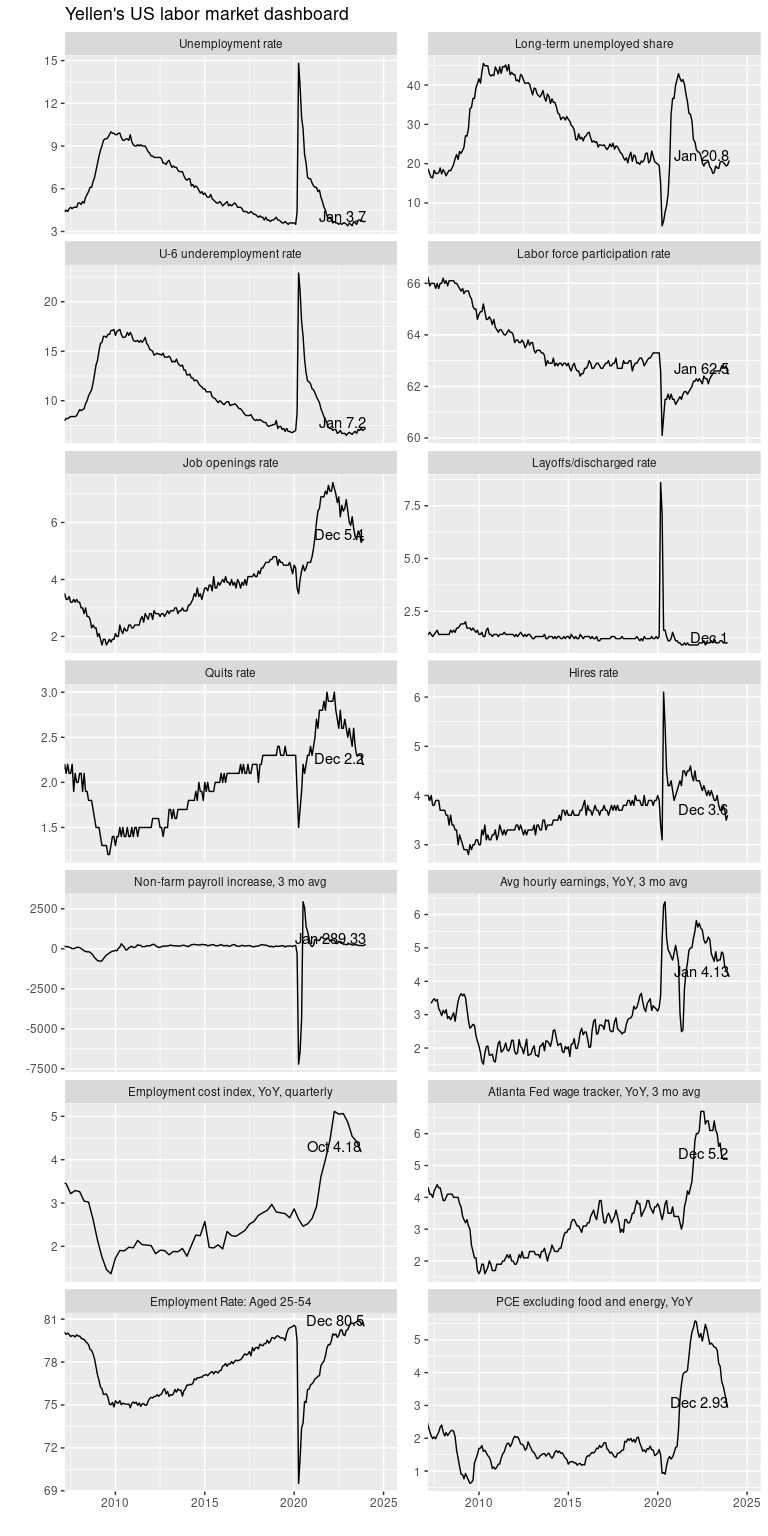 Yellen's US labor market dashboard
Unemployment rate
Long-term unemployed share
15
12
9
6
3
Jan 3.7
40
30
20
10
Jan 20.8
U-6 underemployment rate
Labor force participation rate
20
15
10
Jan 7.2
66
64
62
60
Jan 62.5
Job openings rate
Layoffs/discharged rate
6
4
2
Dec 5.4
7.5
5.0
2.5
Dec 1
Quits rate
Hires rate
3.0
2.5
2.0
1.5
Dec 2.2
6
5
4
3
Dec 3.6
Non-farm payroll increase, 3 mo avg
Avg hourly earnings, YoY, 3 mo avg
2500
0
-2500
-5000
-7500
Jan 289.33
6
5
4
3
2
Jan 4.13
Employment cost index, YoY, quarterly
Atlanta Fed wage tracker, YoY, 3 mo avg
5
4
3
2
Oct 4.18
6
5
4
3
2
Dec 5.2
Employment Rate: Aged 25-54
PCE excluding food and energy, YoY
81
78
75
72
69
Dec 80.5
5
4
3
2
1
Dec 2.93
2010 2015 2020 2025
2010 2015 2020 2025